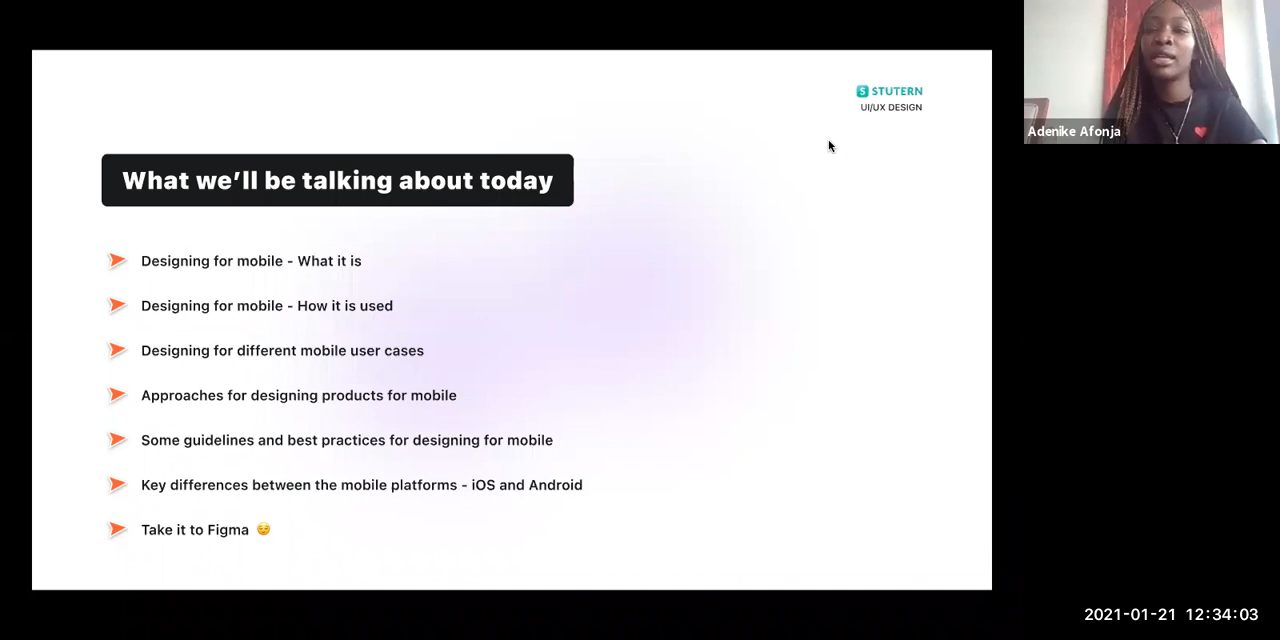 STUTERN
UI/UX DESIGN
What we’ll be talking about today
Designing for mobile - What it is
Designing for mobile - How it is used
Designing for different mobile user cases
Approaches for designing products for mobile
Some guidelines and best practices for designing for mobile
Key differences between the mobile platforms - iOS and Android
Take it to Figma 😌
Adenike Afonja
2021-01-21 12:34:03